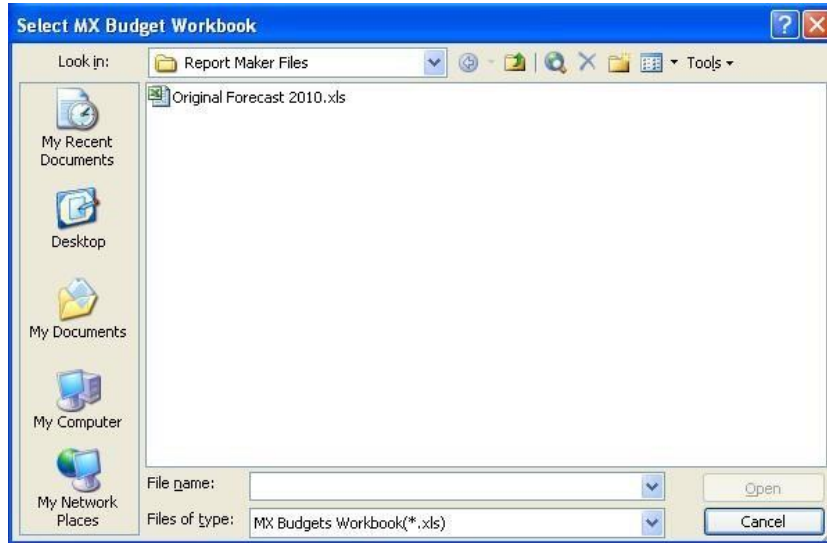 Select MX Budget Workbook
Look in:
Report Maker Files
Tools
Original Forecast 2010.xls
My Recent
Documents
Desktop
My Documents
My Computer
My Network
Places
File name:
Open
Files of type:
MX Budgets Workbook(*.xls)
Cancel